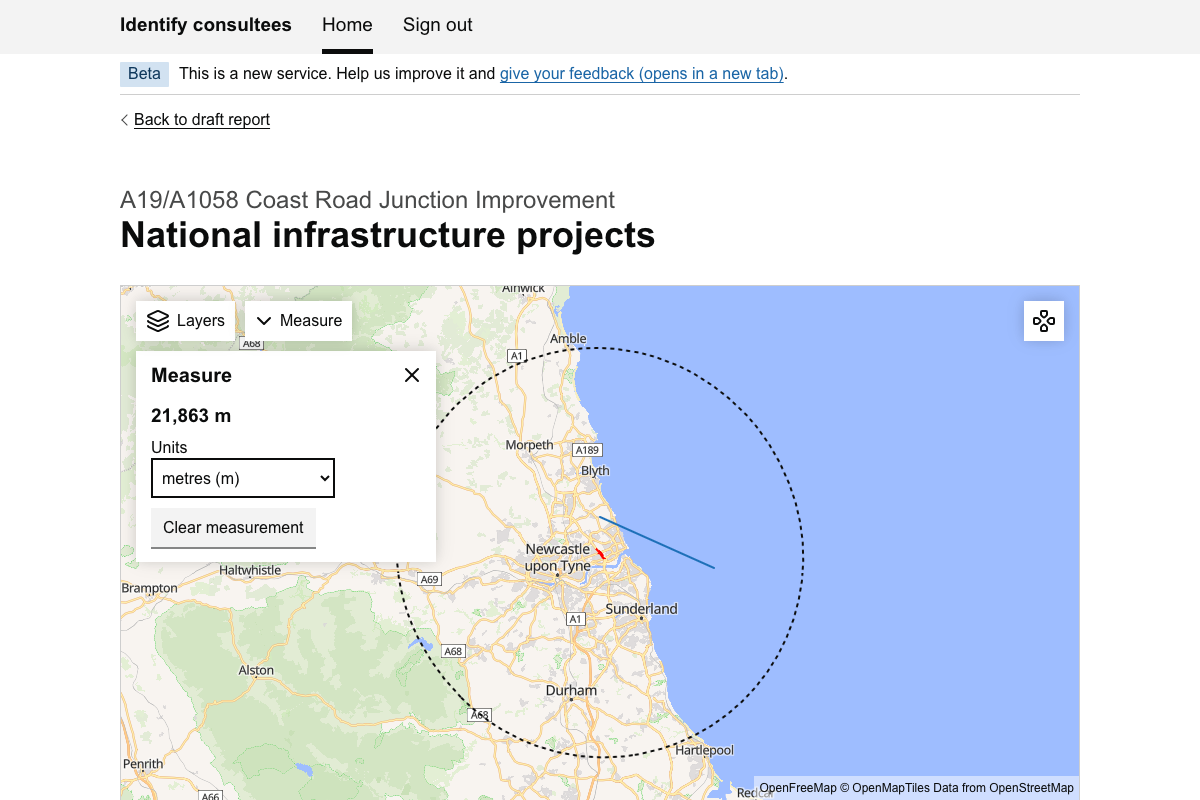 Identify consultees Home Sign out
Beta This is a new service. Help us improve it and give your feedback (opens in a new tab).
Back to draft report
A19/A1058 Coast Road Junction Improvement
National infrastructure projects
Alnwick
Layers
Measure
A68
Amble
A1
Measure
21,863 m
Units
metres (m)
Clear measurement
Morpeth
A189
Blyth
Newcastle
upon Tyne
Haltwhistle
A69
Brampton
Sunderland
A1
A68
Alston
Durham
A68
Hartlepool
Penrith
Redcar
A66
OpenFreeMap © OpenMapTiles Data from OpenStreetMap